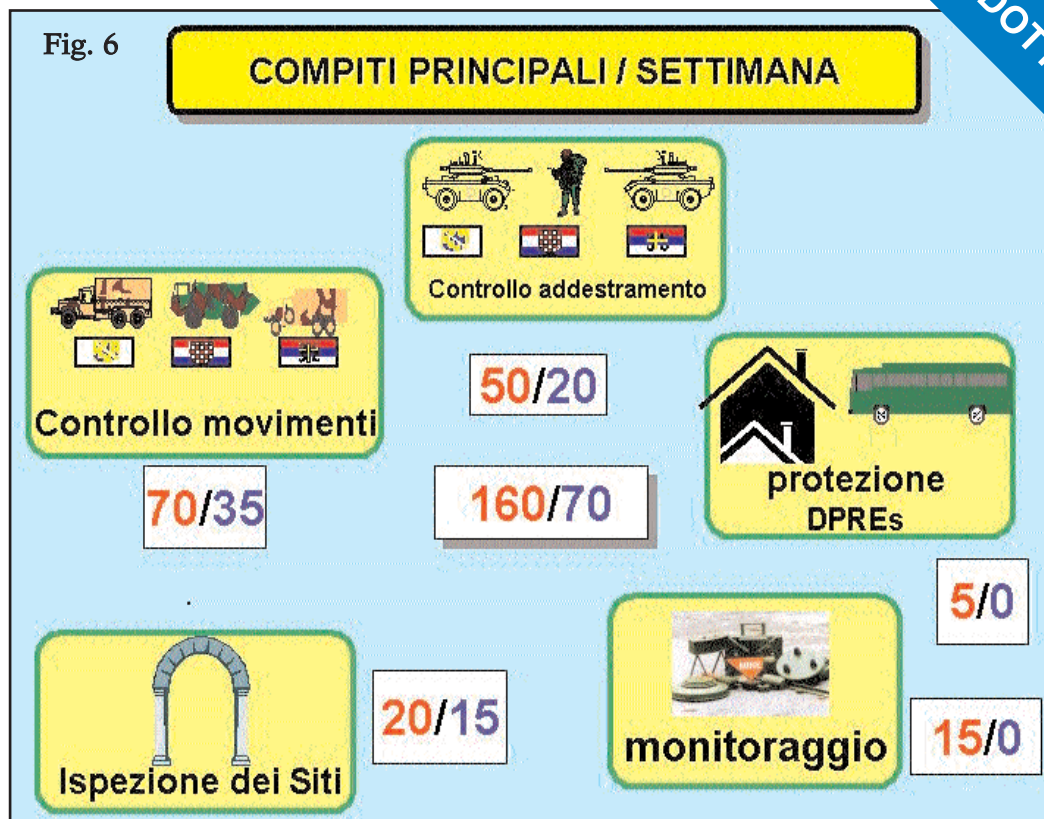 Fig. 6
COMPITI PRINCIPALI / SETTIMANA
Controllo addestramento
50/20
Controllo movimenti
70/35
160/70
protezione
DPREs
5/0
Ispezione dei Siti
20/15
monitoraggio
15/0